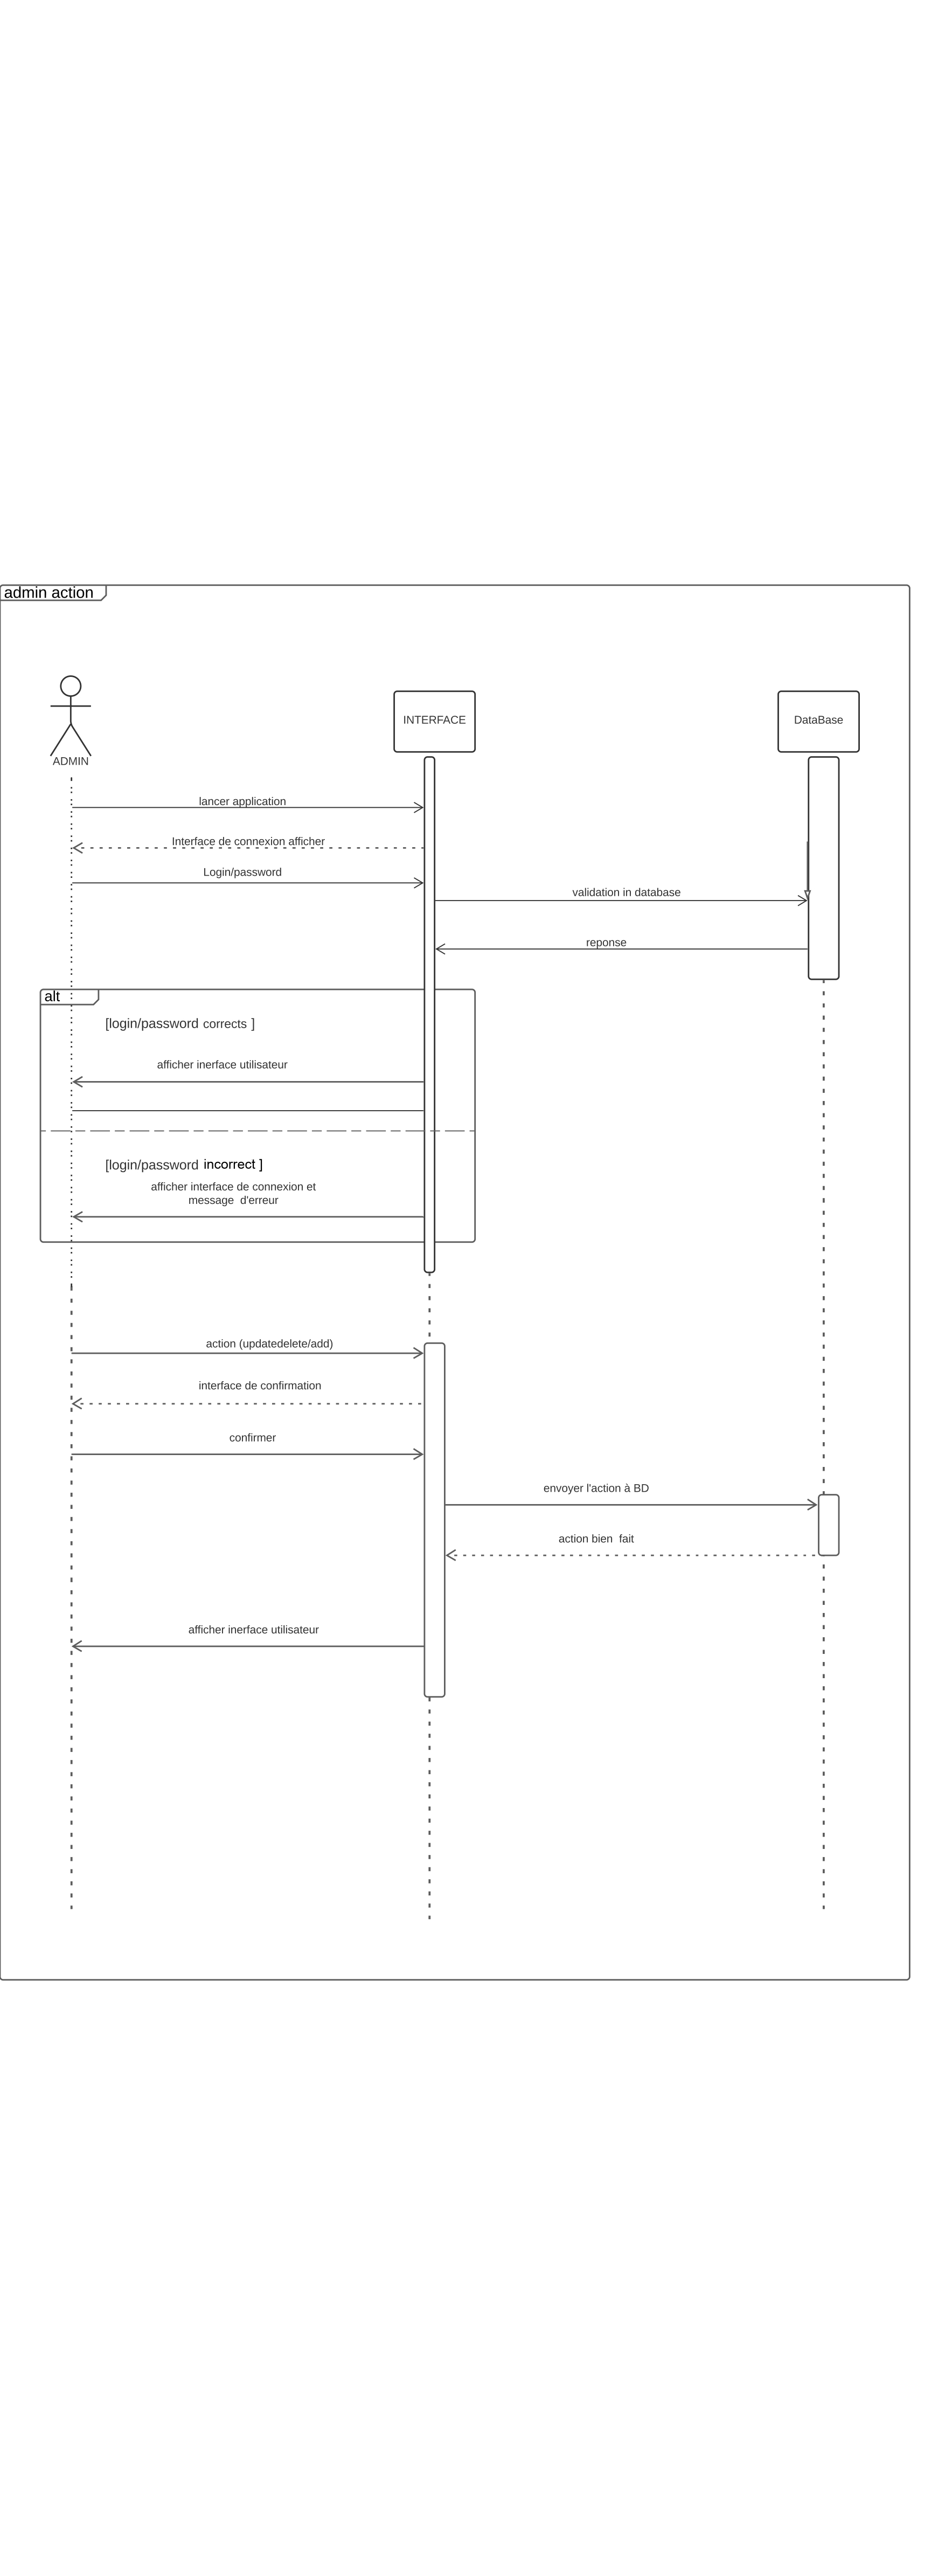 admin action
ADMIN
INTERFACE
DataBase
lancer application
Interface de connexion afficher
Login/password
validation in database
reponse
alt
[login/password corrects ]
afficher inerface utilisateur
[login/password incorrect ]
afficher interface de connexion et
message d'erreur
action (updatedelete/add)
interface de confirmation
confirmer
envoyer l'action à BD
action bien fait
afficher inerface utilisateur